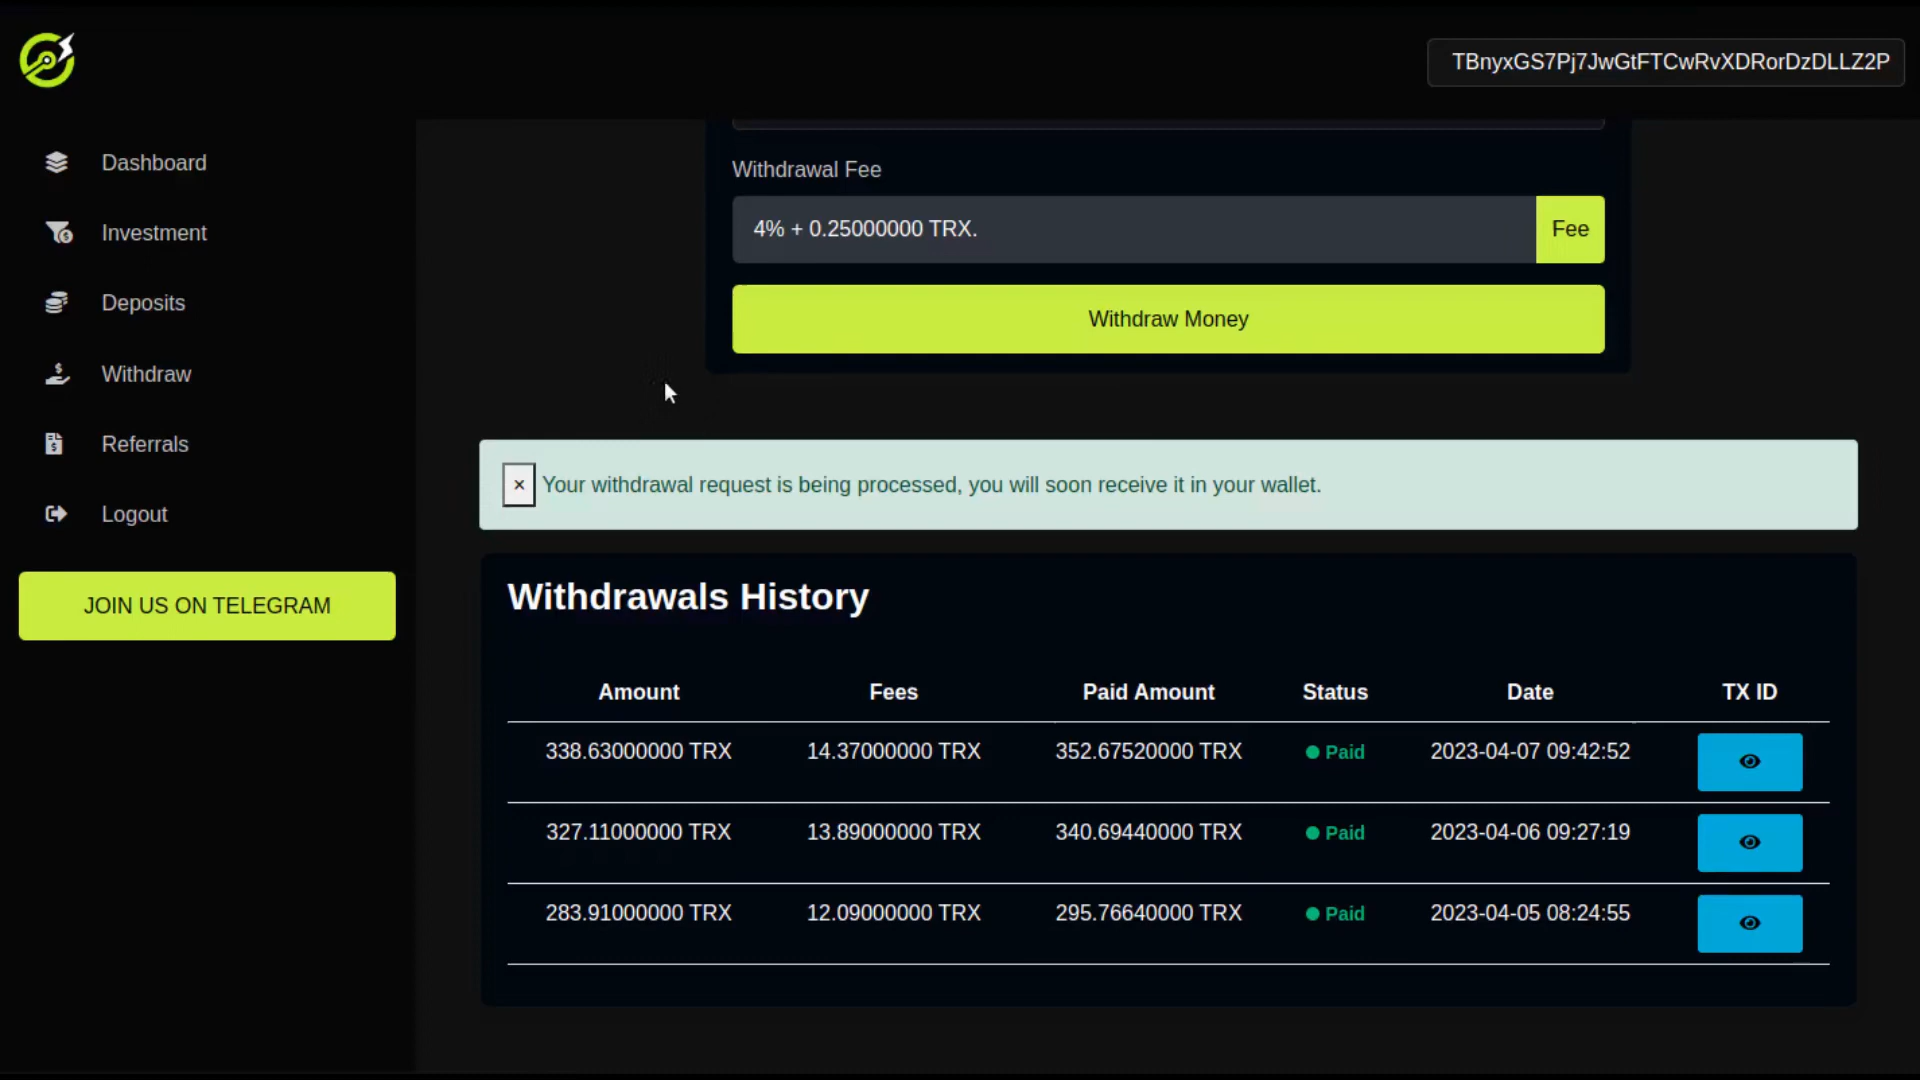 TBnyxGS7Pj7JwGtFTCwRvXDRorDzDLLZ2P
Dashboard
Investment
Deposits
Withdraw
Referrals
Logout
JOIN US ON TELEGRAM
Withdrawal Fee
4% + 0.25000000 TRX. Fee
Withdraw Money
× Your withdrawal request is being processed, you will soon receive it in your wallet.
Withdrawals History
Amount Fees Paid Amount Status Date TX ID
338.63000000 TRX 14.37000000 TRX 352.67520000 TRX Paid 2023-04-07 09:42:52
327.11000000 TRX 13.89000000 TRX 340.69440000 TRX Paid 2023-04-06 09:27:19
283.91000000 TRX 12.09000000 TRX 295.76640000 TRX Paid 2023-04-05 08:24:55